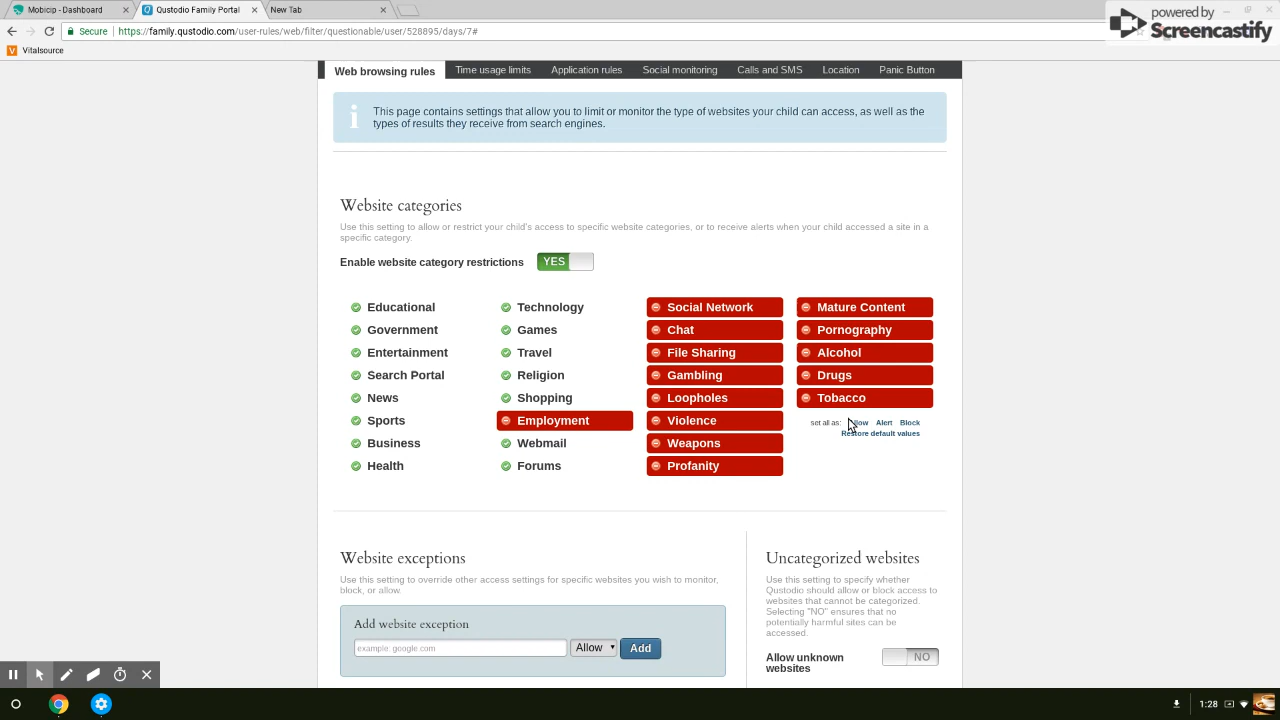 Mobicip - Dashboard
Qustodio Family Portal
New Tab
powered by
Screencastify
Secure
https://family.qustodio.com/user-rules/web/filter/questionable/user/528895/days/7#
V Vitalsource
Web browsing rules
Time usage limits
Application rules
Social monitoring
Calls and SMS
Location
Panic Button
This page contains settings that allow you to limit or monitor the type of websites your child can access, as well as the
types of results they receive from search engines.
Website categories
Use this setting to allow or restrict your child's access to specific website categories, or to receive alerts when your child accessed a site in a
specific category.
Enable website category restrictions
YES
Educational
Technology
Social Network
Mature Content
Government
Games
Chat
Pornography
Entertainment
Travel
File Sharing
Alcohol
Search Portal
Religion
Gambling
Drugs
News
Shopping
Loopholes
Tobacco
Sports
Employment
Violence
set all as:
Alert
Block
Restore default values
Business
Webmail
Weapons
Health
Forums
Profanity
Website exceptions
Use this setting to override other access settings for specific websites you wish to monitor,
block, or allow.
Add website exception
example: google.com
Allow
Add
Uncategorized websites
Use this setting to specify whether
Qustodio should allow or block access to
websites that cannot be categorized.
Selecting "NO" ensures that no
potentially harmful sites can be
accessed.
Allow unknown
websites
NO
1:28